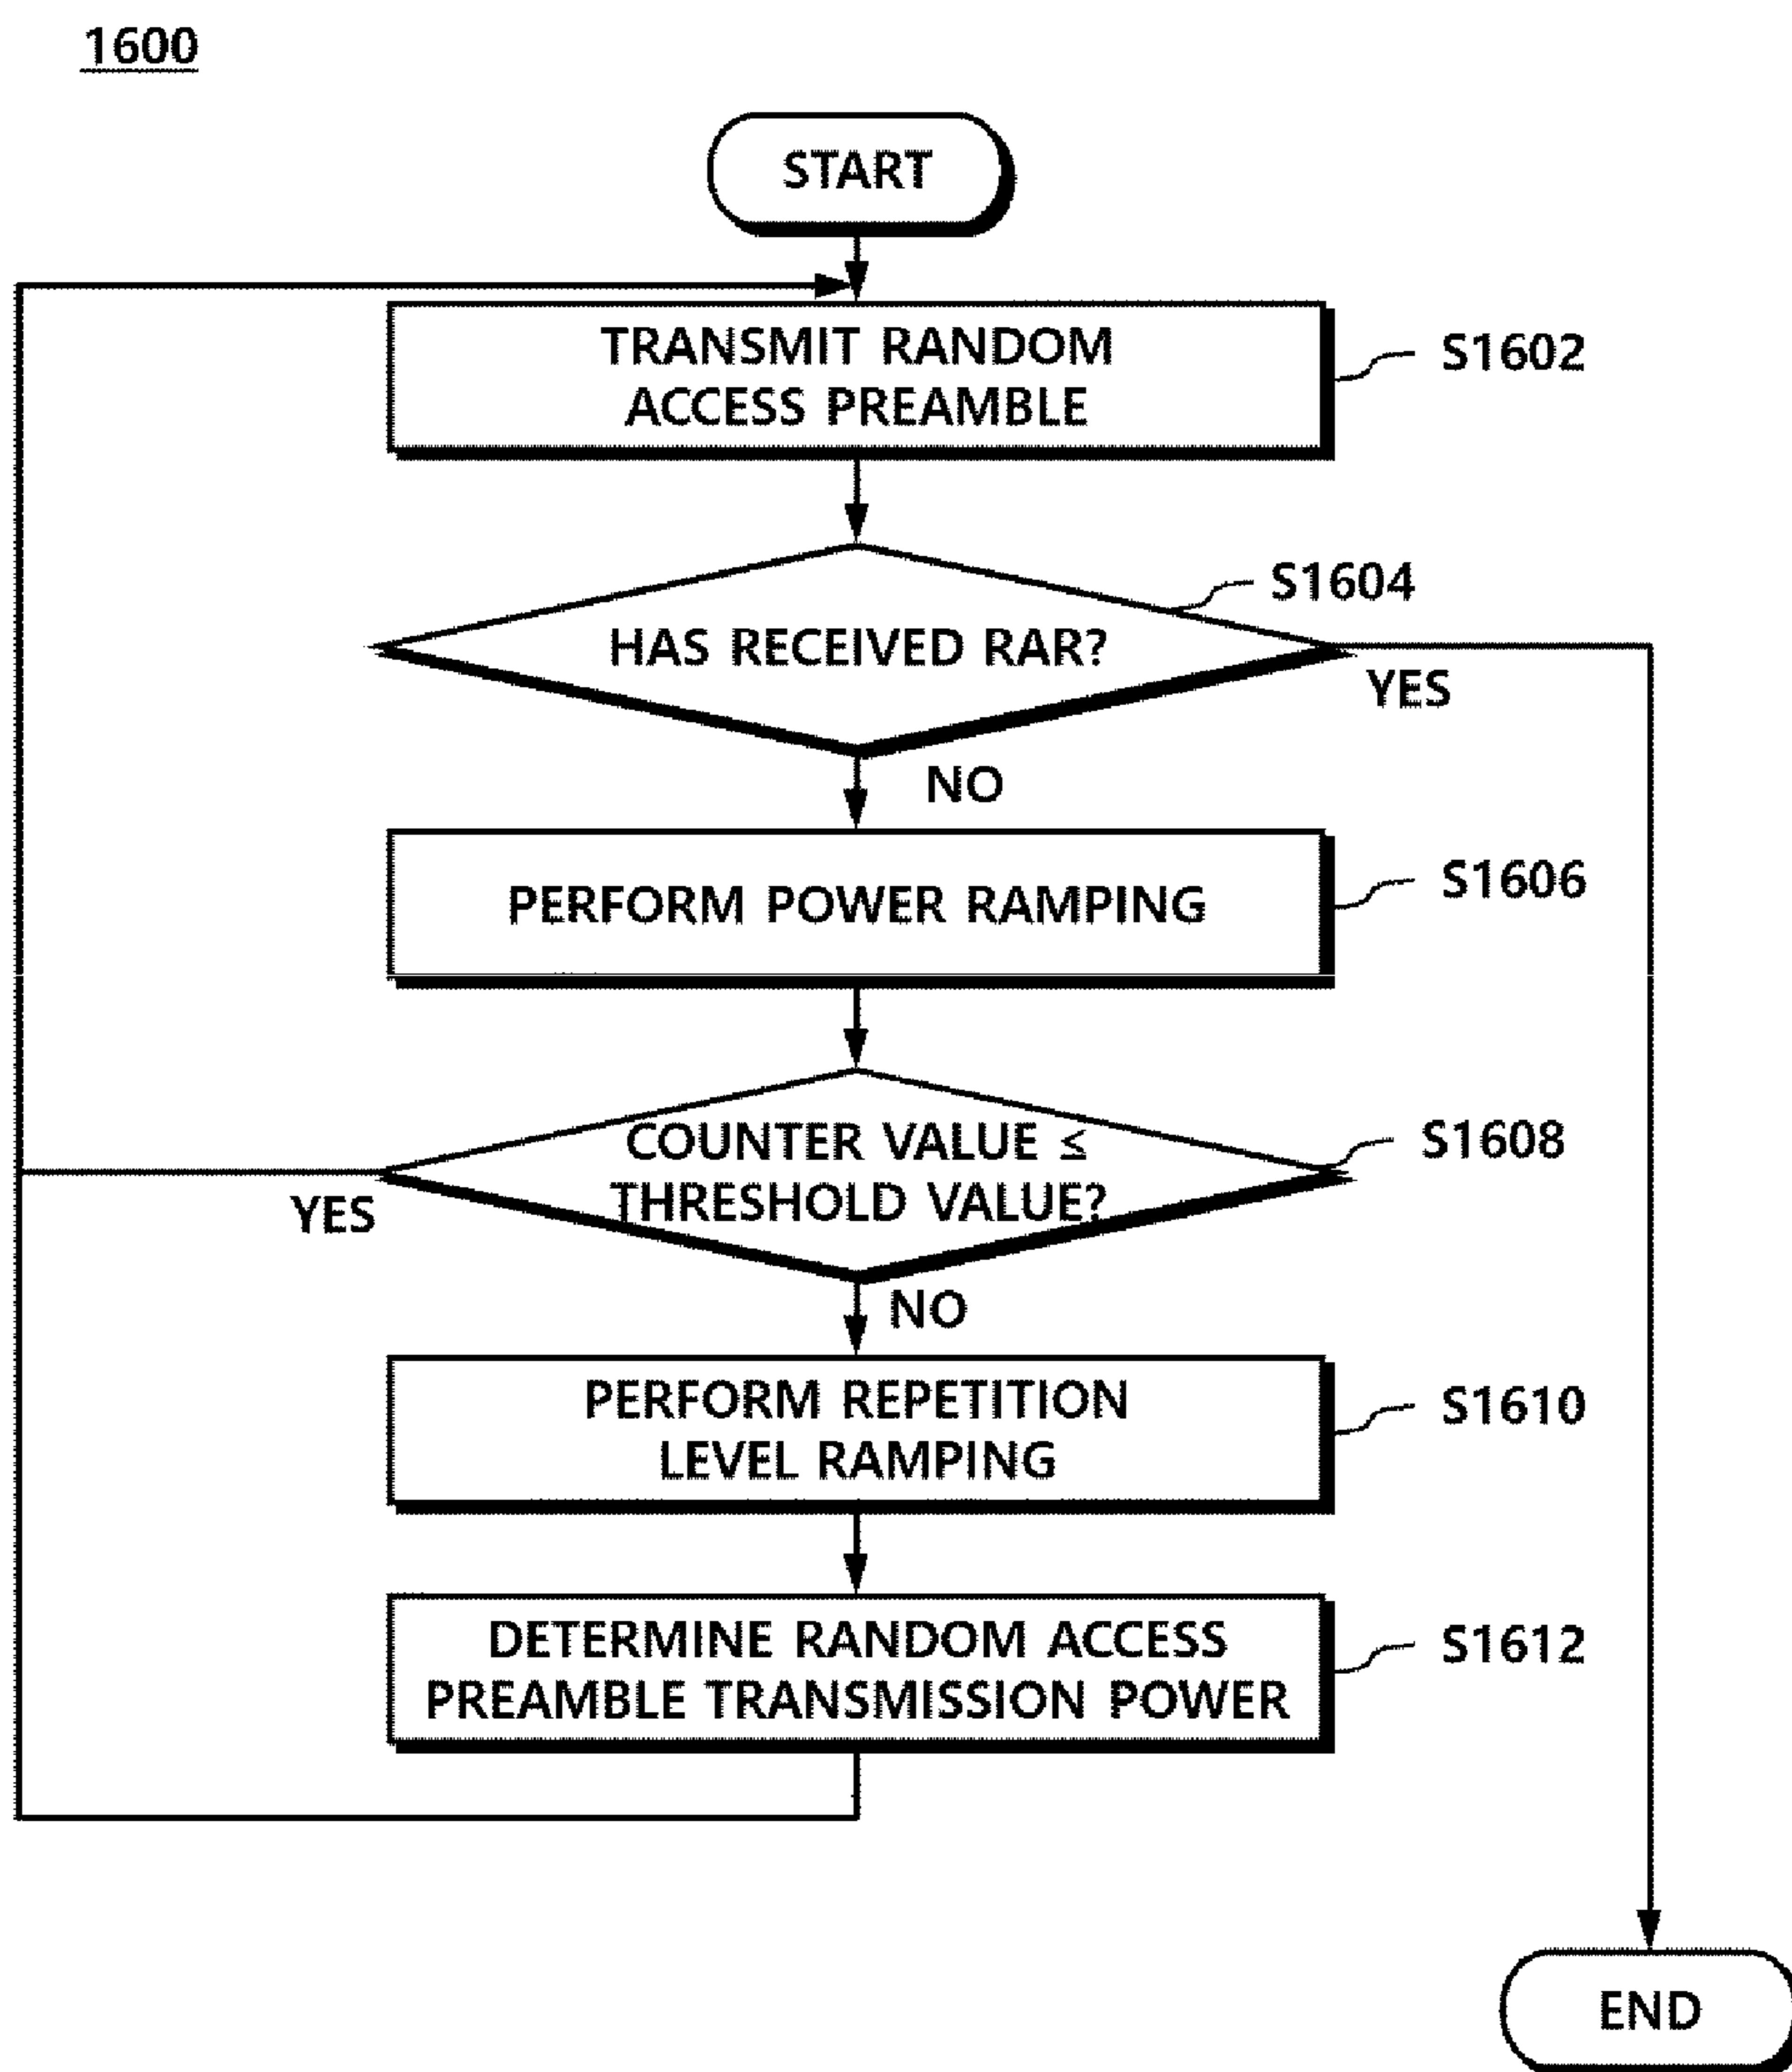 1600
START
TRANSMIT RANDOM
ACCESS PREAMBLE
S1602
S1604
HAS RECEIVED RAR?
YES
NO
PERFORM POWER RAMPING
S1606
COUNTER VALUE ≤
THRESHOLD VALUE?
S1608
YES
NO
PERFORM REPETITION
LEVEL RAMPING
S1610
DETERMINE RANDOM ACCESS
PREAMBLE TRANSMISSION POWER
S1612
END